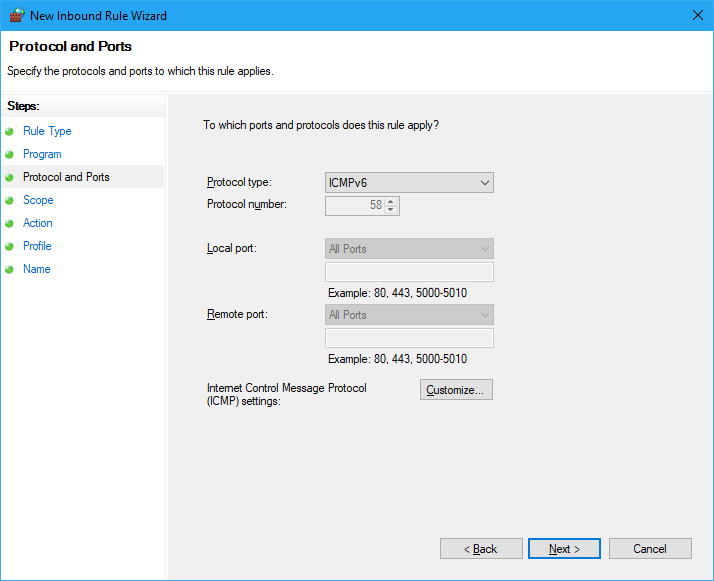 New Inbound Rule Wizard
Protocol and Ports
Specify the protocols and ports to which this rule applies.
Steps:
Rule Type
Program
Protocol and Ports
Scope
Action
Profile
Name
To which ports and protocols does this rule apply?
Protocol type: ICMPv6
Protocol number: 58
Local port: All Ports
Example: 80, 443, 5000-5010
Remote port: All Ports
Example: 80, 443, 5000-5010
Internet Control Message Protocol
(ICMP) settings:
Customize...
< Back Next > Cancel